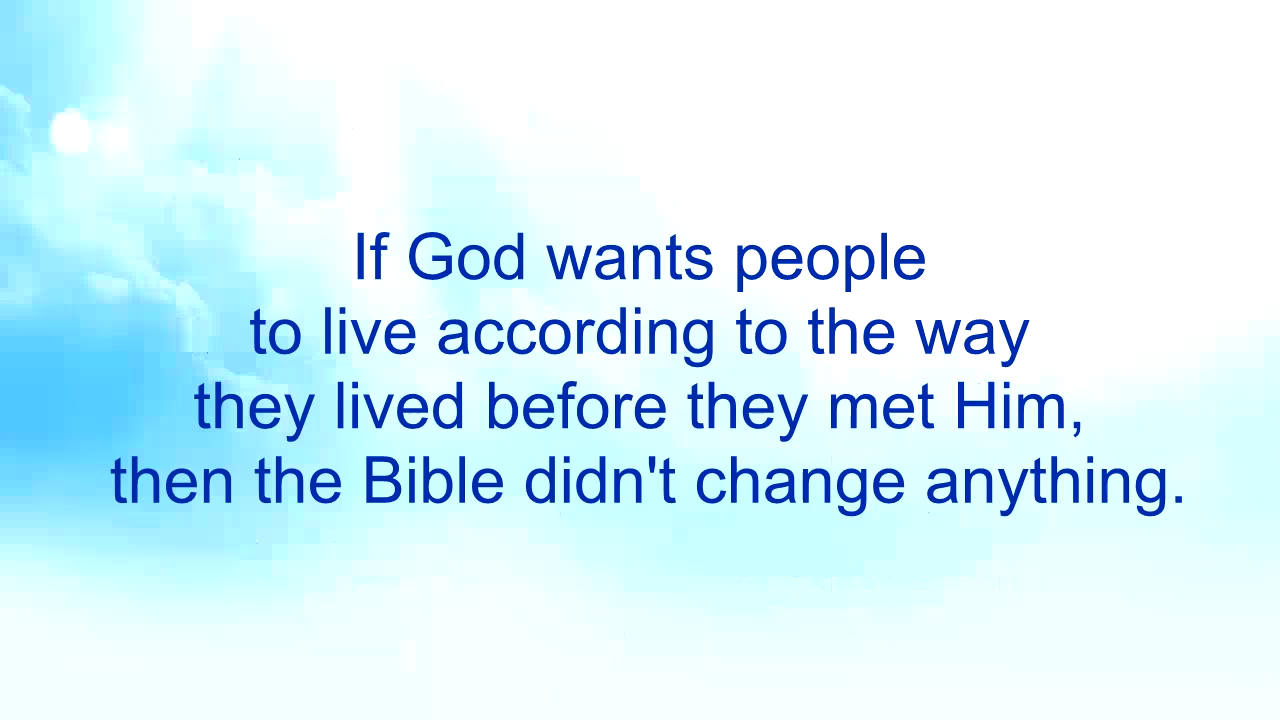 If God wants people
to live according to the way
they lived before they met Him,
then the Bible didn't change anything.